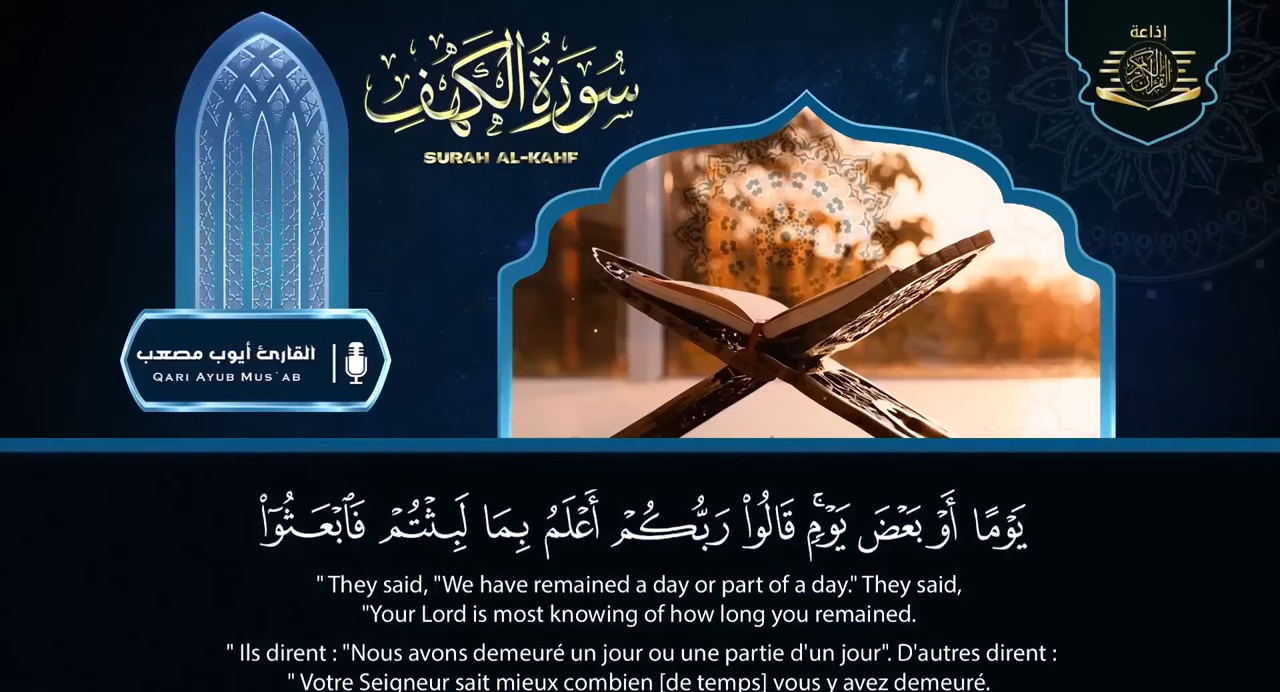 سُورَةُ الكَهْفِ
SURAH AL-KAHF
إذاعة
القرآن الكريم
القارئ أيوب مصعب
QARI AYUB MUS`AB
يَوْمًا أَوْ بَعْضَ يَوْمٍۚ قَالُوا۟ رَبُّكُمْ أَعْلَمُ بِمَا لَبِثْتُمْ فَٱبْعَثُوٓا۟
" They said, "We have remained a day or part of a day." They said,
"Your Lord is most knowing of how long you remained.
" Ils dirent : "Nous avons demeuré un jour ou une partie d'un jour". D'autres dirent :
" Votre Seigneur sait mieux combien [de temps] vous y avez demeuré.